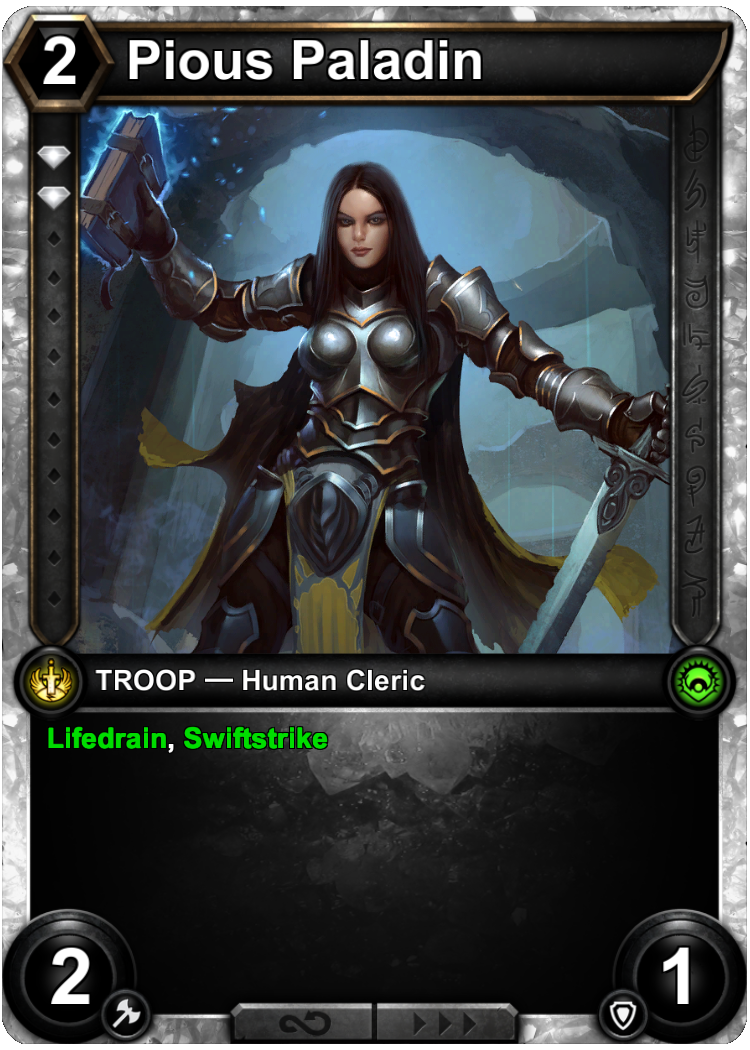 2 Pious Paladin
TROOP — Human Cleric
Lifedrain, Swiftstrike
2 1